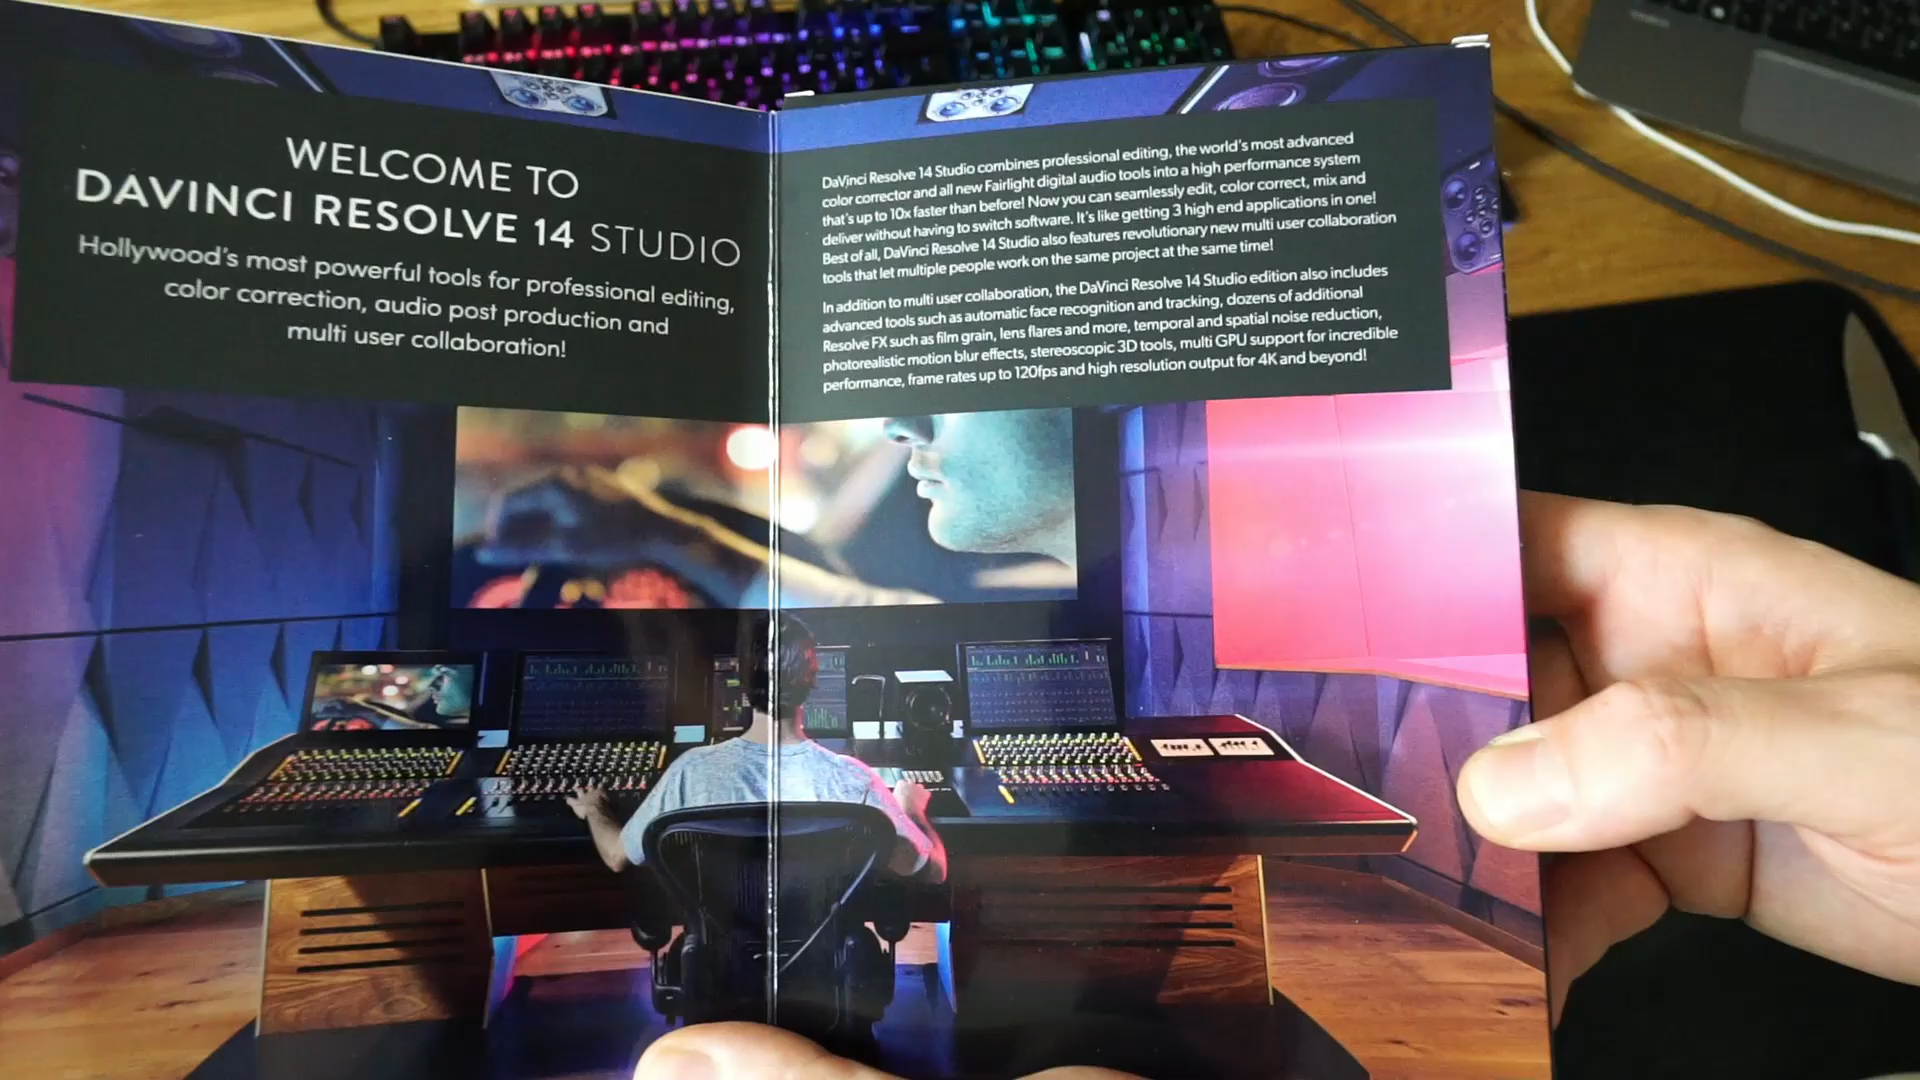 WELCOME TO
DAVINCI RESOLVE 14 STUDIO
Hollywood's most powerful tools for professional editing,
color correction, audio post production and
multi user collaboration!
DaVinci Resolve 14 Studio combines professional editing, the world's most advanced
color corrector and all new Fairlight digital audio tools into a high performance system
that's up to 10x faster than before! Now you can seamlessly edit, color correct, mix and
deliver without having to switch software. It's like getting 3 high end applications in one!
Best of all, DaVinci Resolve 14 Studio also features revolutionary new multi user collaboration
tools that let multiple people work on the same project at the same time!
In addition to multi user collaboration, the DaVinci Resolve 14 Studio edition also includes
advanced tools such as automatic face recognition and tracking, dozens of additional
Resolve FX such as film grain, lens flares and more, temporal and spatial noise reduction,
photorealistic motion blur effects, stereoscopic 3D tools, multi GPU support for incredible
performance, frame rates up to 120fps and high resolution output for 4K and beyond!